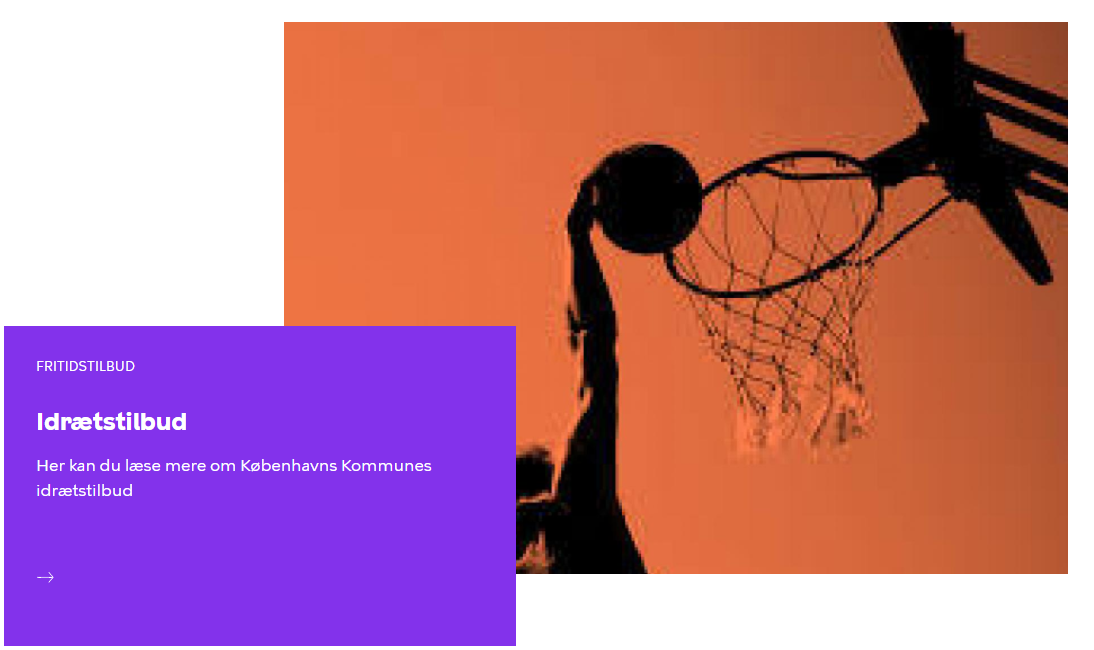 FRITIDSTILBUD
Idrætstilbud
Her kan du læse mere om Københavns Kommunes
idrætstilbud